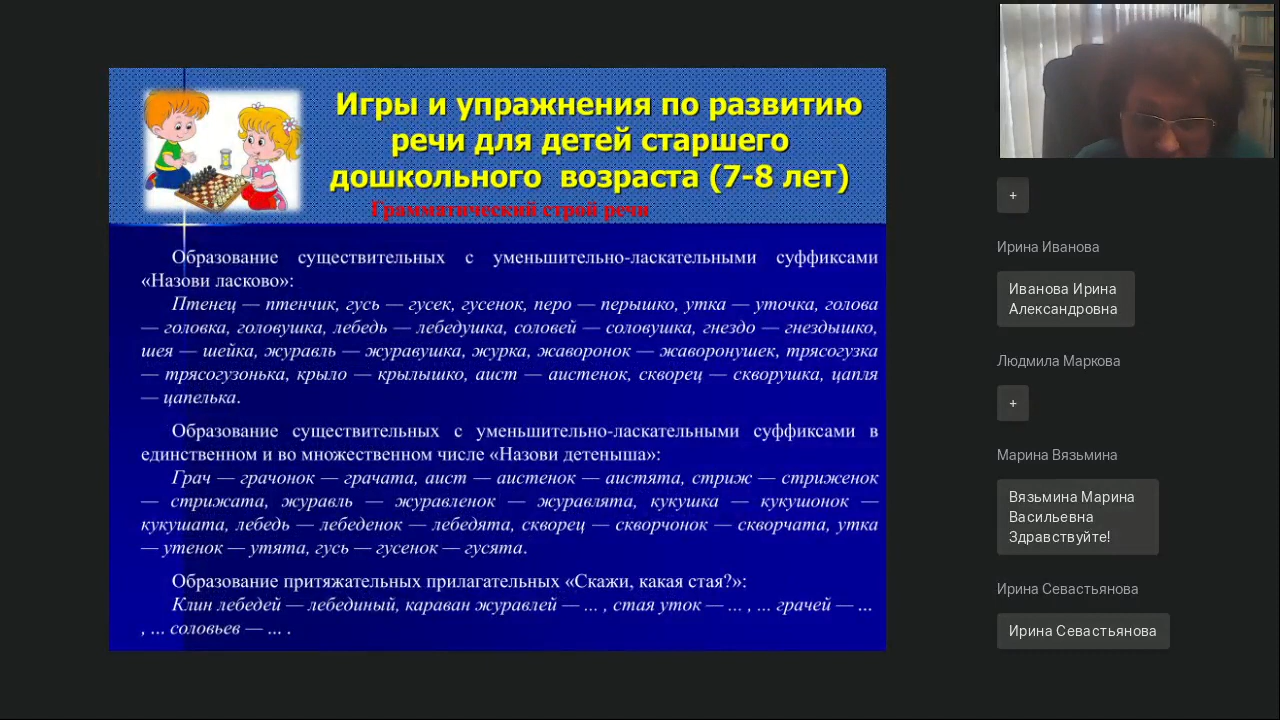 Игры и упражнения по развитию
речи для детей старшего
дошкольного возраста (7-8 лет)
Грамматический строй речи
Образование существительных с уменьшительно-ласкательными суффиксами
«Назови ласково»:
Птенец — птенчик, гусь — гусек, гусенок, перо — перышко, утка — уточка, голова
— головка, головушка, лебедь — лебедушка, соловей — соловушка, гнездо — гнездышко,
шея — шейка, журавль — журавушка, журка, жаворонок — жаворонушек, трясогузка
— трясогузонька, крыло — крылышко, аист — аистенок, скворец — скворушка, цапля
— цапелька.
Образование существительных с уменьшительно-ласкательными суффиксами в
единственном и во множественном числе «Назови детеныша»:
Грач — грачонок — грачата, аист — аистенок — аистята, стриж — стриженок
— стрижата, журавль — журавленок — журавлята, кукушка — кукушонок —
кукушата, лебедь — лебеденок — лебедята, скворец — скворчонок — скворчата, утка
— утенок — утята, гусь — гусенок — гусята.
Образование притяжательных прилагательных «Скажи, какая стая?»:
Клин лебедей — лебединый, караван журавлей — ... , стая уток — ... , ... грачей — ...
, ... соловьев — ... .
+
Ирина Иванова
Иванова Ирина
Александровна
Людмила Маркова
+
Марина Вязьмина
Вязьмина Марина
Васильевна
Здравствуйте!
Ирина Севастьянова
Ирина Севастьянова